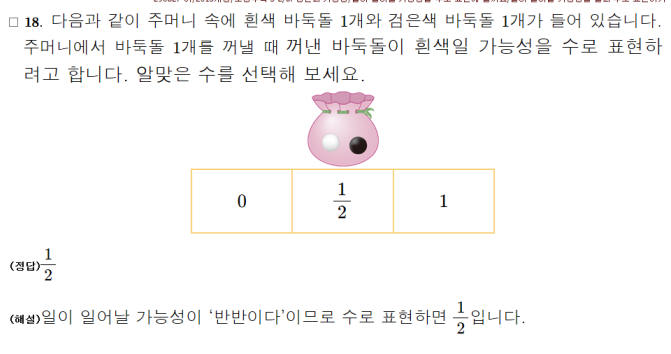 □ 18. 다음과 같이 주머니 속에 흰색 바둑돌 1개와 검은색 바둑돌 1개가 들어 있습니다.
주머니에서 바둑돌 1개를 꺼낼 때 꺼낸 바둑돌이 흰색일 가능성을 수로 표현하
려고 합니다. 알맞은 수를 선택해 보세요.
0 1/2 1
(정답) 1/2
(해설)일이 일어날 가능성이 ‘반반이다’이므로 수로 표현하면 1/2 입니다.